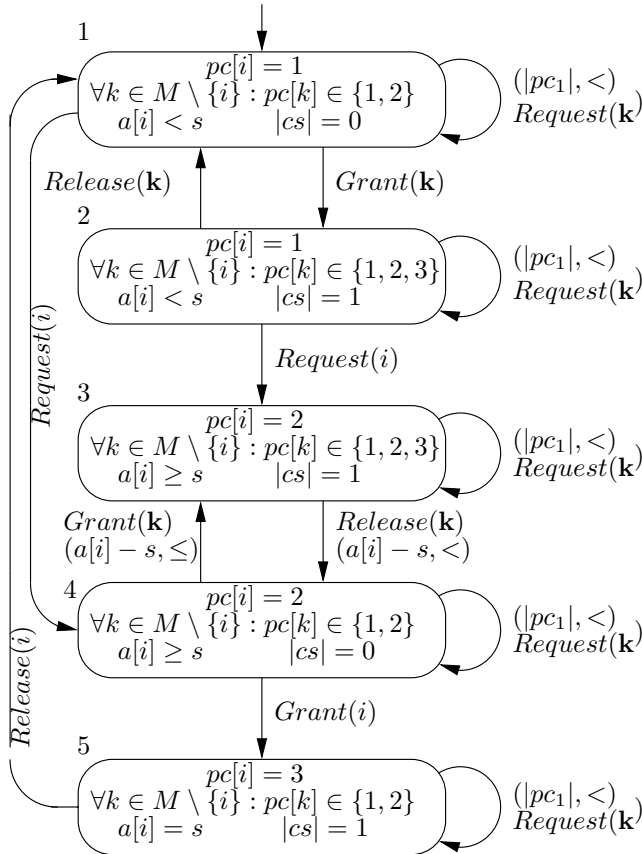 1
pc[i] = 1
∀k ∈ M \ {i} : pc[k] ∈ {1, 2}
a[i] < s |cs| = 0
(|pc₁|, <)
Request(k)
Release(k)
Grant(k)
2
pc[i] = 1
∀k ∈ M \ {i} : pc[k] ∈ {1, 2, 3}
a[i] < s |cs| = 1
(|pc₁|, <)
Request(k)
Request(i)
Request(i)
3
pc[i] = 2
∀k ∈ M \ {i} : pc[k] ∈ {1, 2, 3}
a[i] ≥ s |cs| = 1
(|pc₁|, <)
Request(k)
Grant(k)
(a[i] − s, ≤)
Release(k)
(a[i] − s, <)
4
pc[i] = 2
∀k ∈ M \ {i} : pc[k] ∈ {1, 2}
a[i] ≥ s |cs| = 0
(|pc₁|, <)
Request(k)
Release(i)
Grant(i)
5
pc[i] = 3
∀k ∈ M \ {i} : pc[k] ∈ {1, 2}
a[i] = s |cs| = 1
(|pc₁|, <)
Request(k)